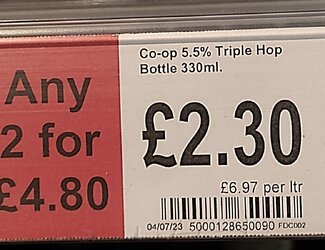 Any
2 for
£4.80
Co-op 5.5% Triple Hop
Bottle 330ml.
£2.30
£6.97 per ltr
04/07/23 5000128650090 FDC002